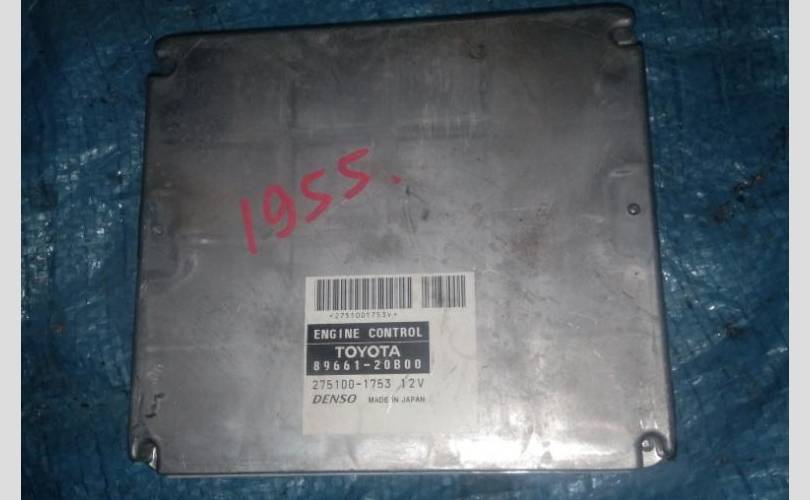 1955.
*2751001753V*
ENGINE CONTROL
TOYOTA
89661-20B00
275100-1753 12V
DENSO MADE IN JAPAN